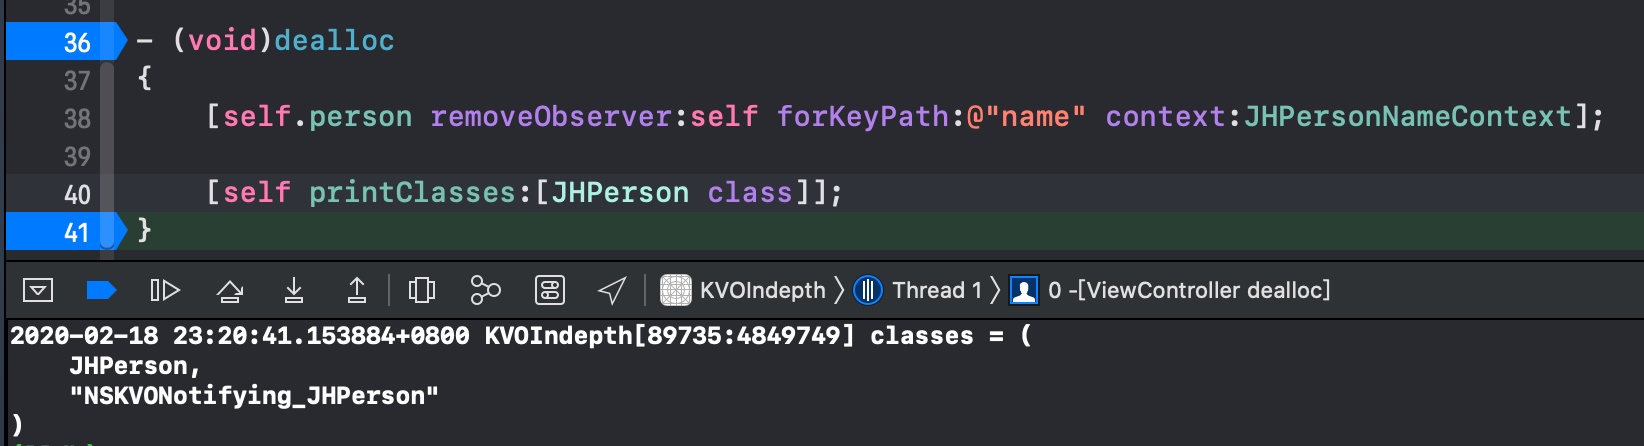 35
36 - (void)dealloc
37 {
38 [self.person removeObserver:self forKeyPath:@"name" context:JHPersonNameContext];
39
40 [self printClasses:[JHPerson class]];
41 }
KVOIndepth 〉 Thread 1 〉 0 -[ViewController dealloc]
2020-02-18 23:20:41.153884+0800 KVOIndepth[89735:4849749] classes = (
JHPerson,
"NSKVONotifying_JHPerson"
)